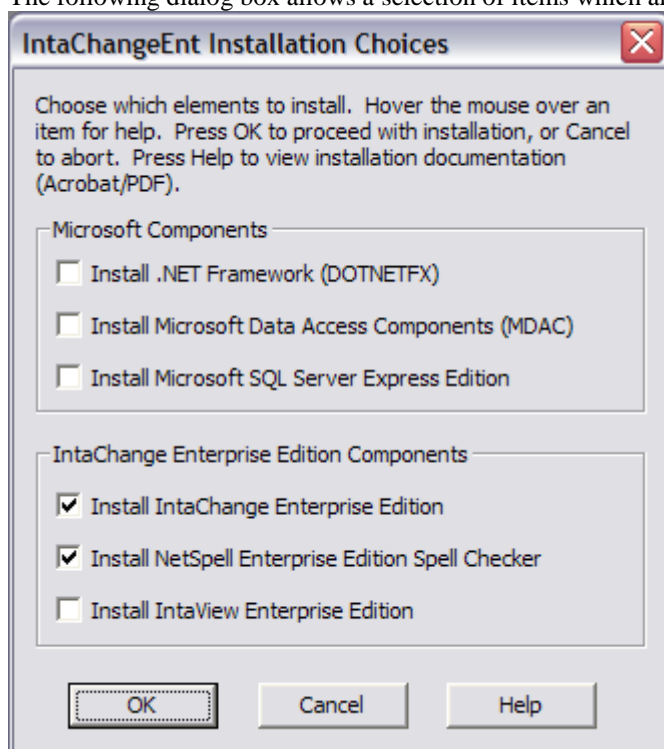 The following dialog box allows a selection of items which
IntaChangeEnt Installation Choices
Choose which elements to install.  Hover the mouse over an
item for help.  Press OK to proceed with installation, or Cancel
to abort.  Press Help to view installation documentation
(Acrobat/PDF).
Microsoft Components
Install .NET Framework (DOTNETFX)
Install Microsoft Data Access Components (MDAC)
Install Microsoft SQL Server Express Edition
IntaChange Enterprise Edition Components
Install IntaChange Enterprise Edition
Install NetSpell Enterprise Edition Spell Checker
Install IntaView Enterprise Edition
OK
Cancel
Help